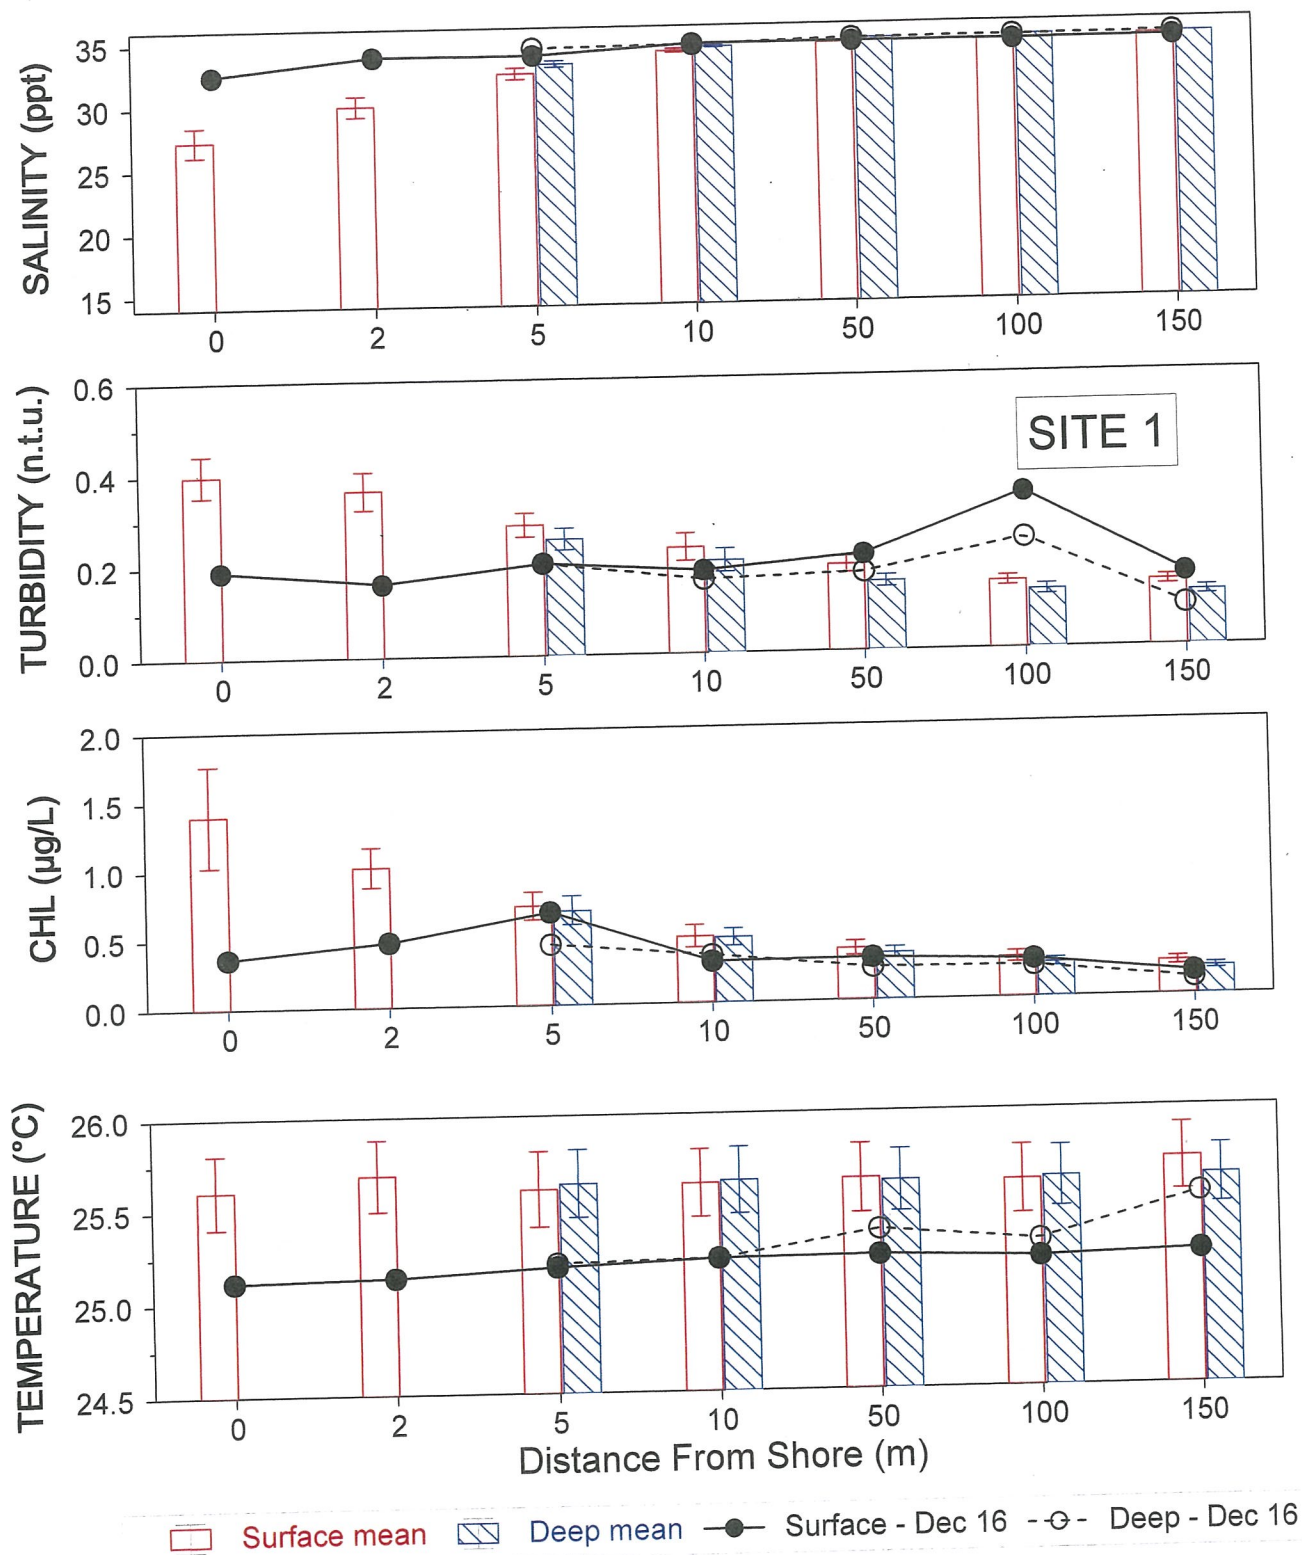 SALINITY (ppt)
35
30
25
20
15
0 2 5 10 50 100 150
TURBIDITY (n.t.u.)
0.6
0.4
0.2
0.0
SITE 1
0 2 5 10 50 100 150
CHL (µg/L)
2.0
1.5
1.0
0.5
0.0
0 2 5 10 50 100 150
TEMPERATURE (°C)
26.0
25.5
25.0
24.5
0 2 5 10 50 100 150
Distance From Shore (m)
Surface mean Deep mean Surface - Dec 16 Deep - Dec 16